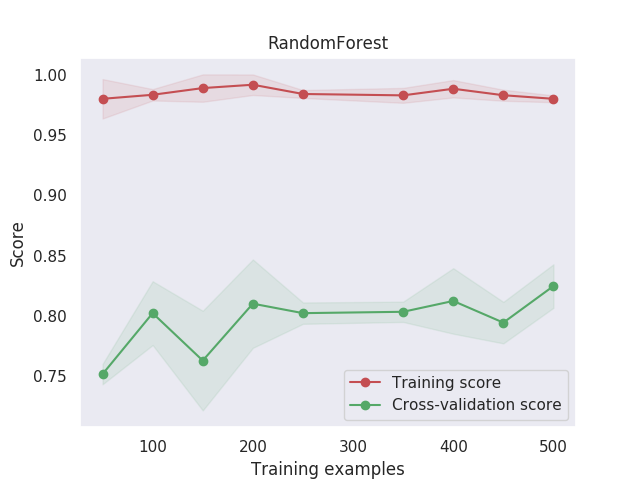 RandomForest
1.00
0.95
0.90
0.85
0.80
0.75
Score
Training score
Cross-validation score
100
200
300
400
500
Training examples